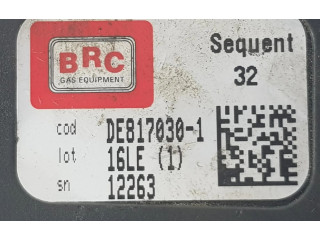 BRC
GAS EQUIPMENT
Sequent
32
cod DE817030-1
lot 16LE (1)
sn 12263